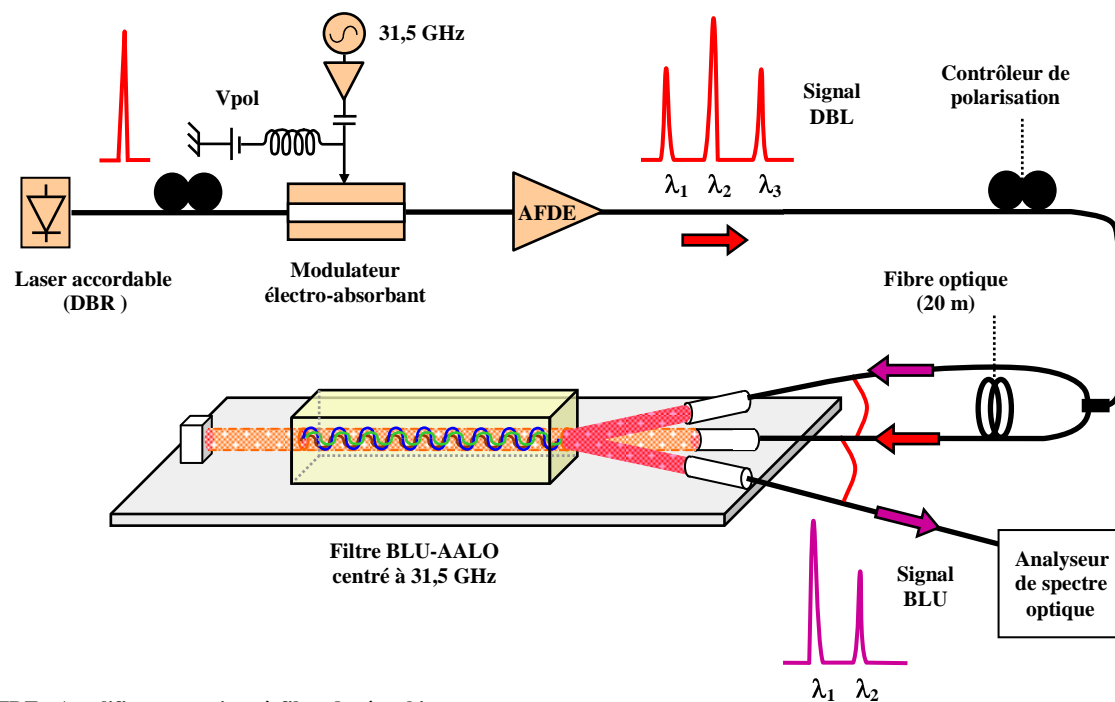 31,5 GHz
Vpol
Signal
DBL
Contrôleur de
polarisation
λ1 λ2 λ3
AFDE
Laser accordable
(DBR )
Modulateur
électro-absorbant
Fibre optique
(20 m)
Filtre BLU-AALO
centré à 31,5 GHz
Signal
BLU
Analyseur
de spectre
optique
λ1 λ2